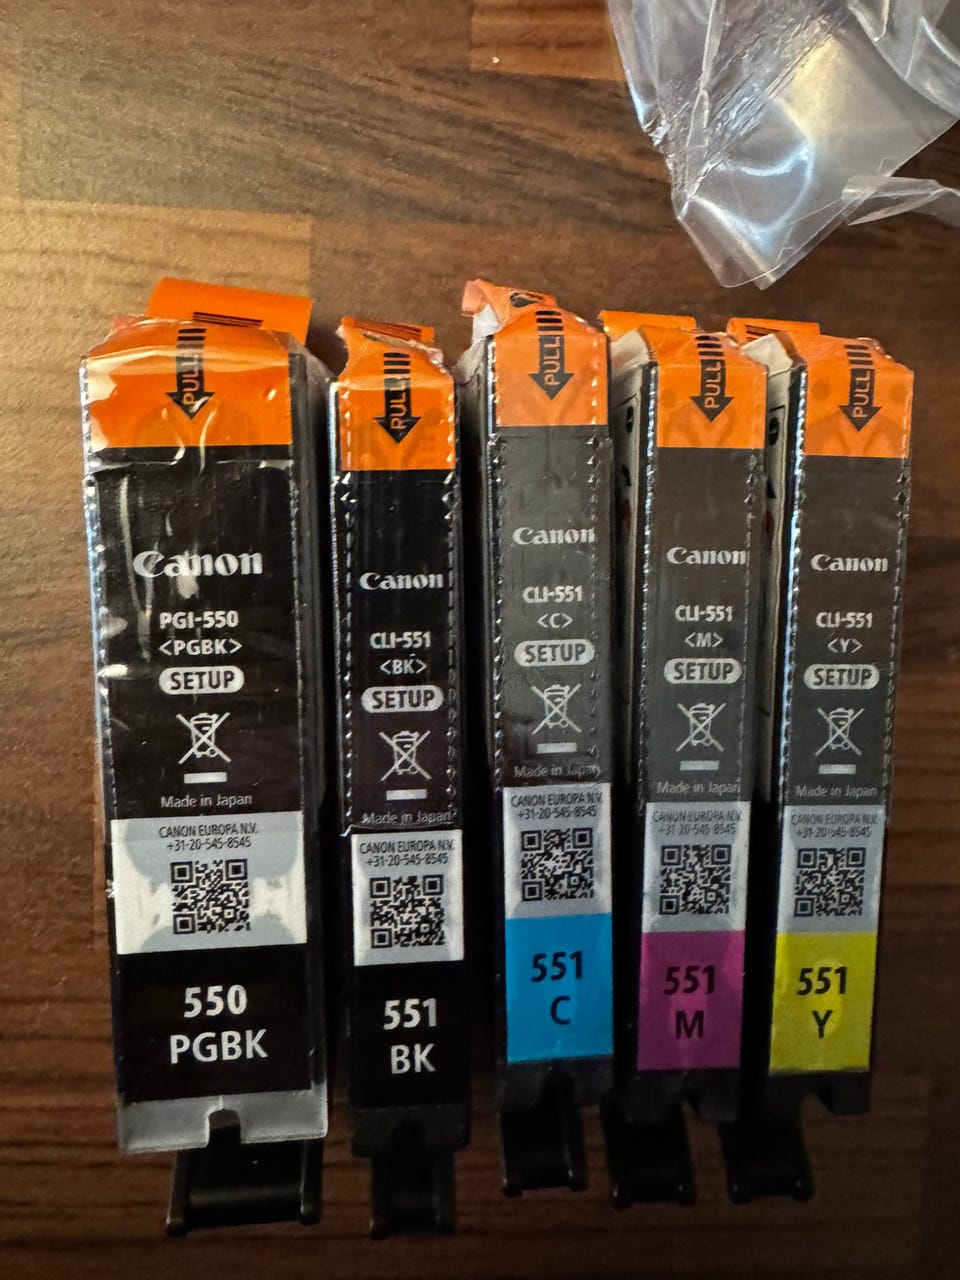 PULL
Canon
PGI-550
<PGBK>
SETUP
Made in Japan
CANON EUROPA N.V.
+31-20-545-8545
550
PGBK
PULL
Canon
CLI-551
<BK>
SETUP
Made in Japan
CANON EUROPA N.V.
+31-20-545-8545
551
BK
PULL
Canon
CLI-551
<C>
SETUP
Made in Japan
CANON EUROPA N.V.
+31-20-545-8545
551
C
PULL
Canon
CLI-551
<M>
SETUP
Made in Japan
CANON EUROPA N.V.
+31-20-545-8545
551
M
PULL
Canon
CLI-551
<Y>
SETUP
Made in Japan
CANON EUROPA N.V.
+31-20-545-8545
551
Y